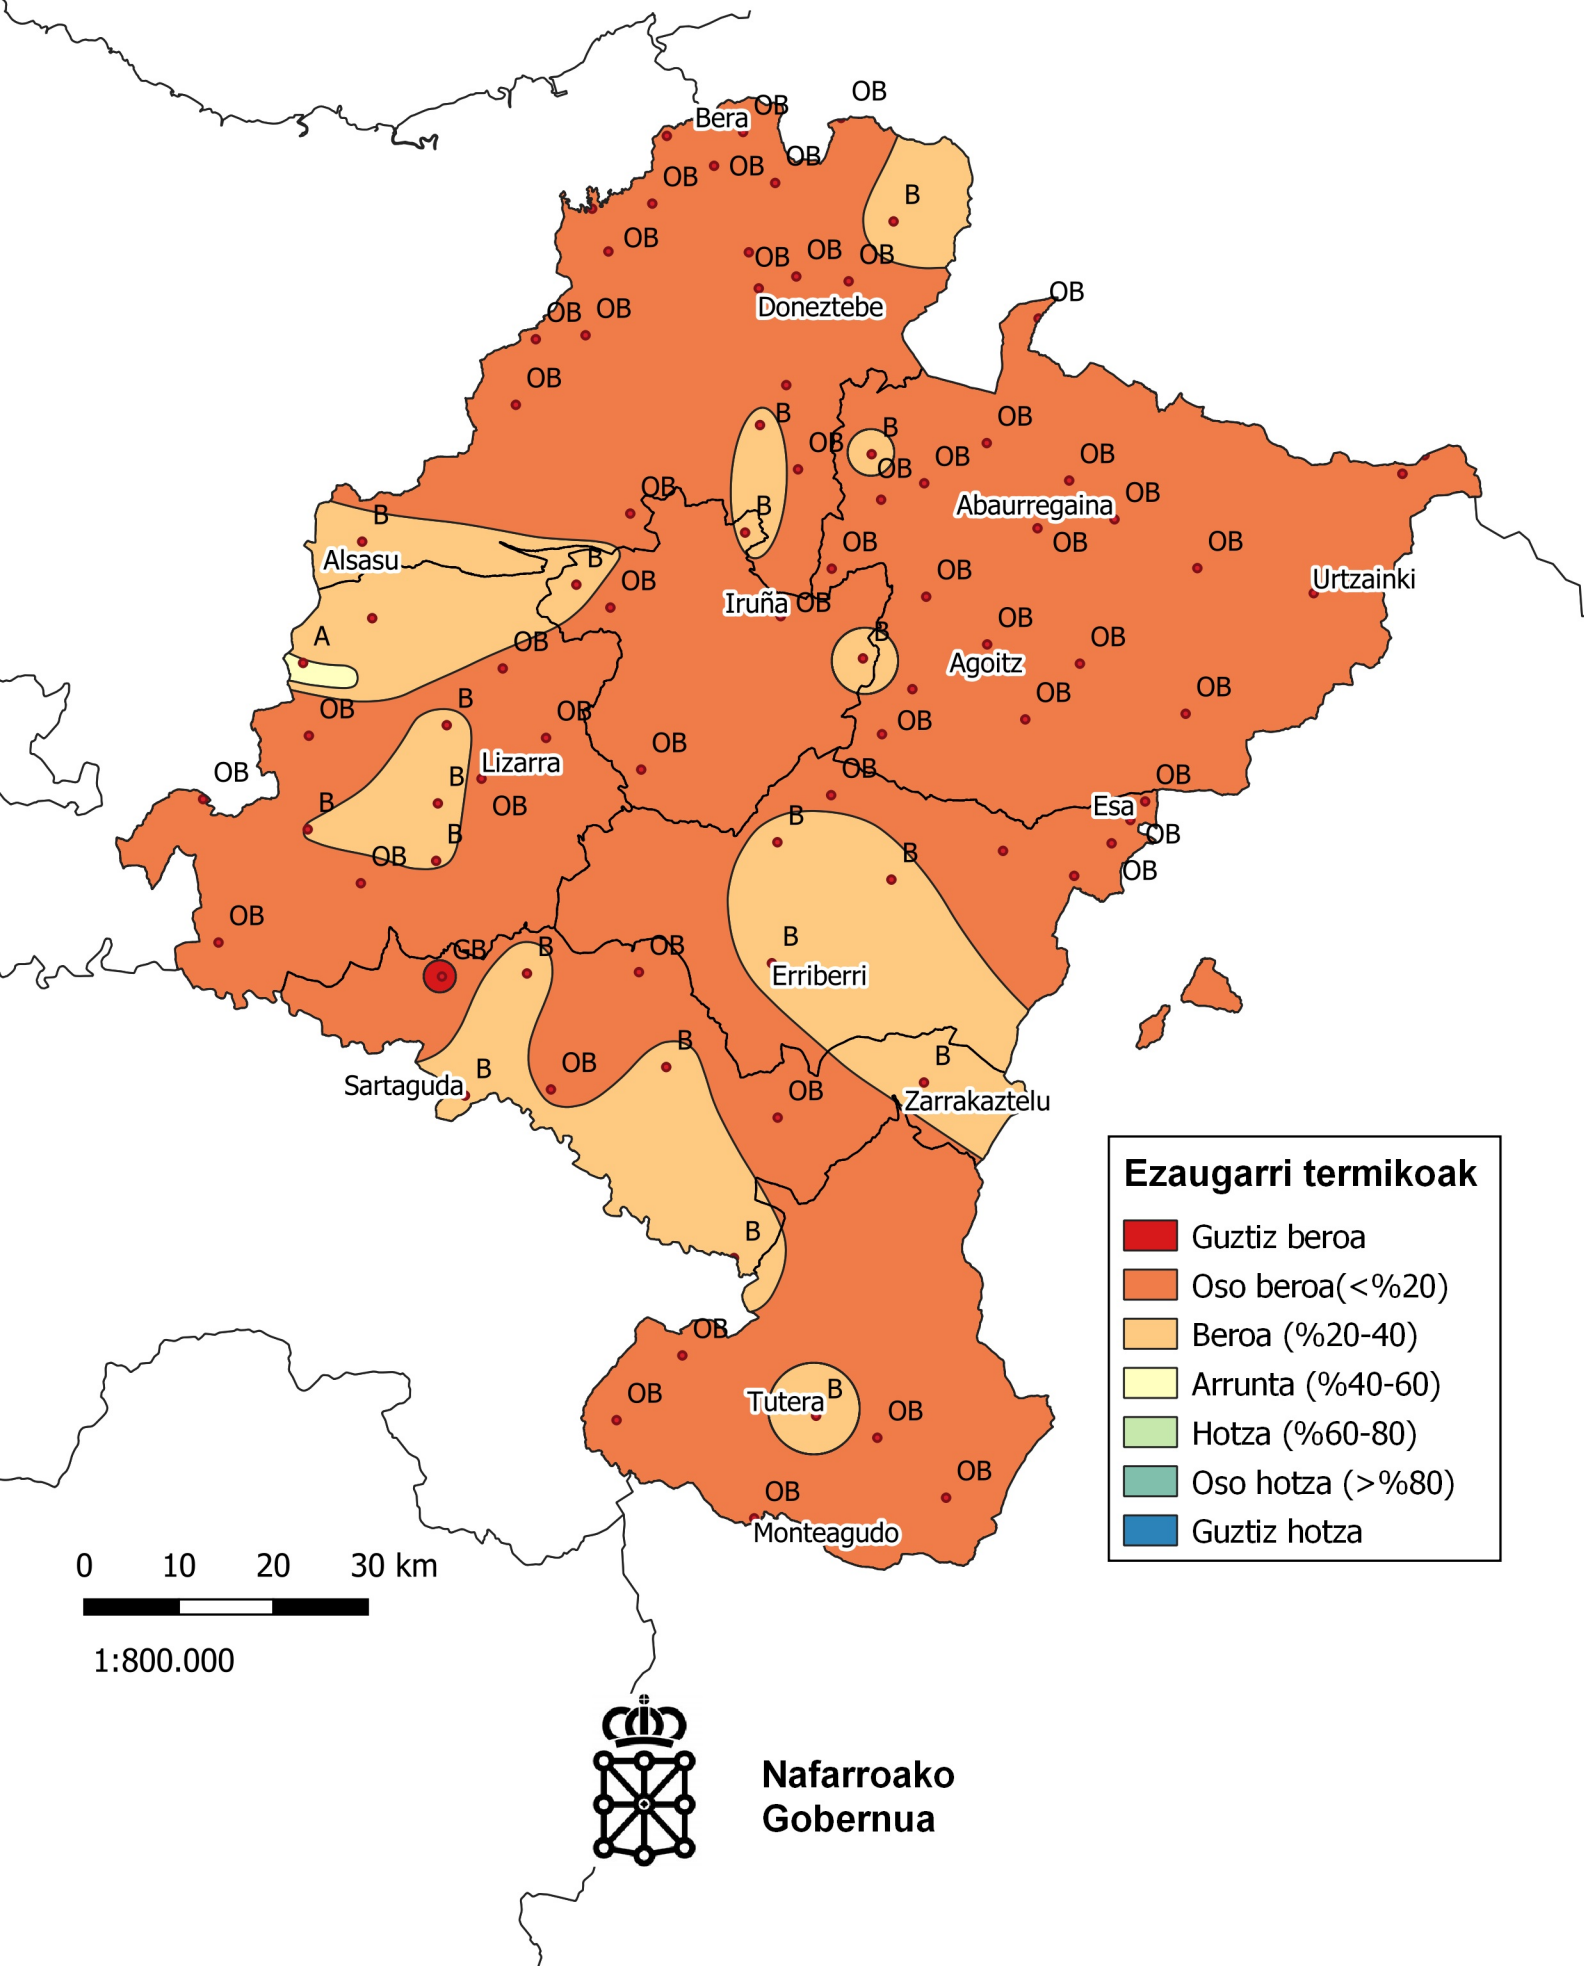 OB
OB
Bera
OB
OB
OB
B
OB
OB
OB
OB
Doneztebe
OB
OB
OB
OB
B
OB
B
OB
OB
OB
OB
OB
Abaurregaina
OB
B
B
Alsasu
B
OB
OB
OB
OB
OB
Urtzainki
Iruña
OB
A
OB
B
OB
Agoitz
OB
OB
OB
OB
B
OB
OB
OB
Lizarra
OB
B
OB
OB
B
OB
Esa
B
B
OB
OB
B
OB
OB
B
Erriberri
GB
B
OB
B
OB
B
B
Sartaguda
OB
Zarrakaztelu
B
OB
OB
Tutera
B
OB
OB
OB
Monteagudo
Ezaugarri termikoak
Guztiz beroa
Oso beroa(<%20)
Beroa (%20-40)
Arrunta (%40-60)
Hotza (%60-80)
Oso hotza (>%80)
Guztiz hotza
0 10 20 30 km
1:800.000
Nafarroako
Gobernua